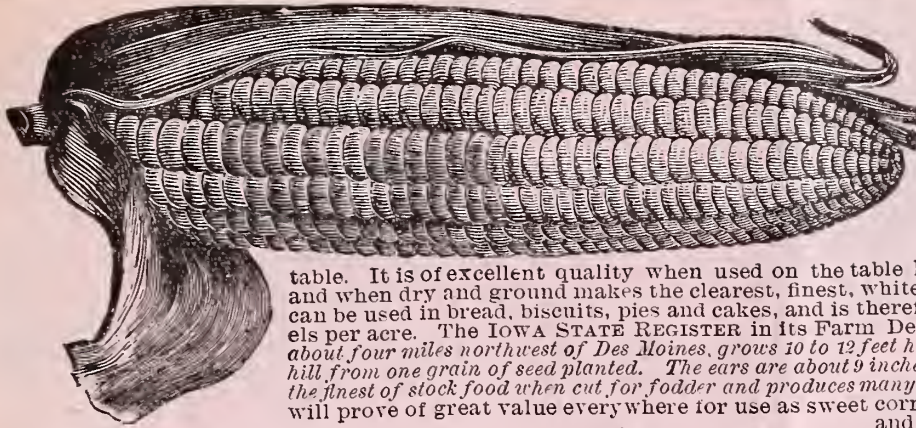 table. It is of excellent quality when used on the table
and when dry and ground makes the clearest, finest, white
can be used in bread, biscuits, pies and cakes, and is
els per acre. The IOWA STATE REGISTER in its Farm
about four miles northwest of Des Moines, grows 10 to 12 feet
hill from one grain of seed planted. The ears are about 9
the finest of stock food when cut for fodder and produces many
will prove of great value everywhere for use as sweet
and